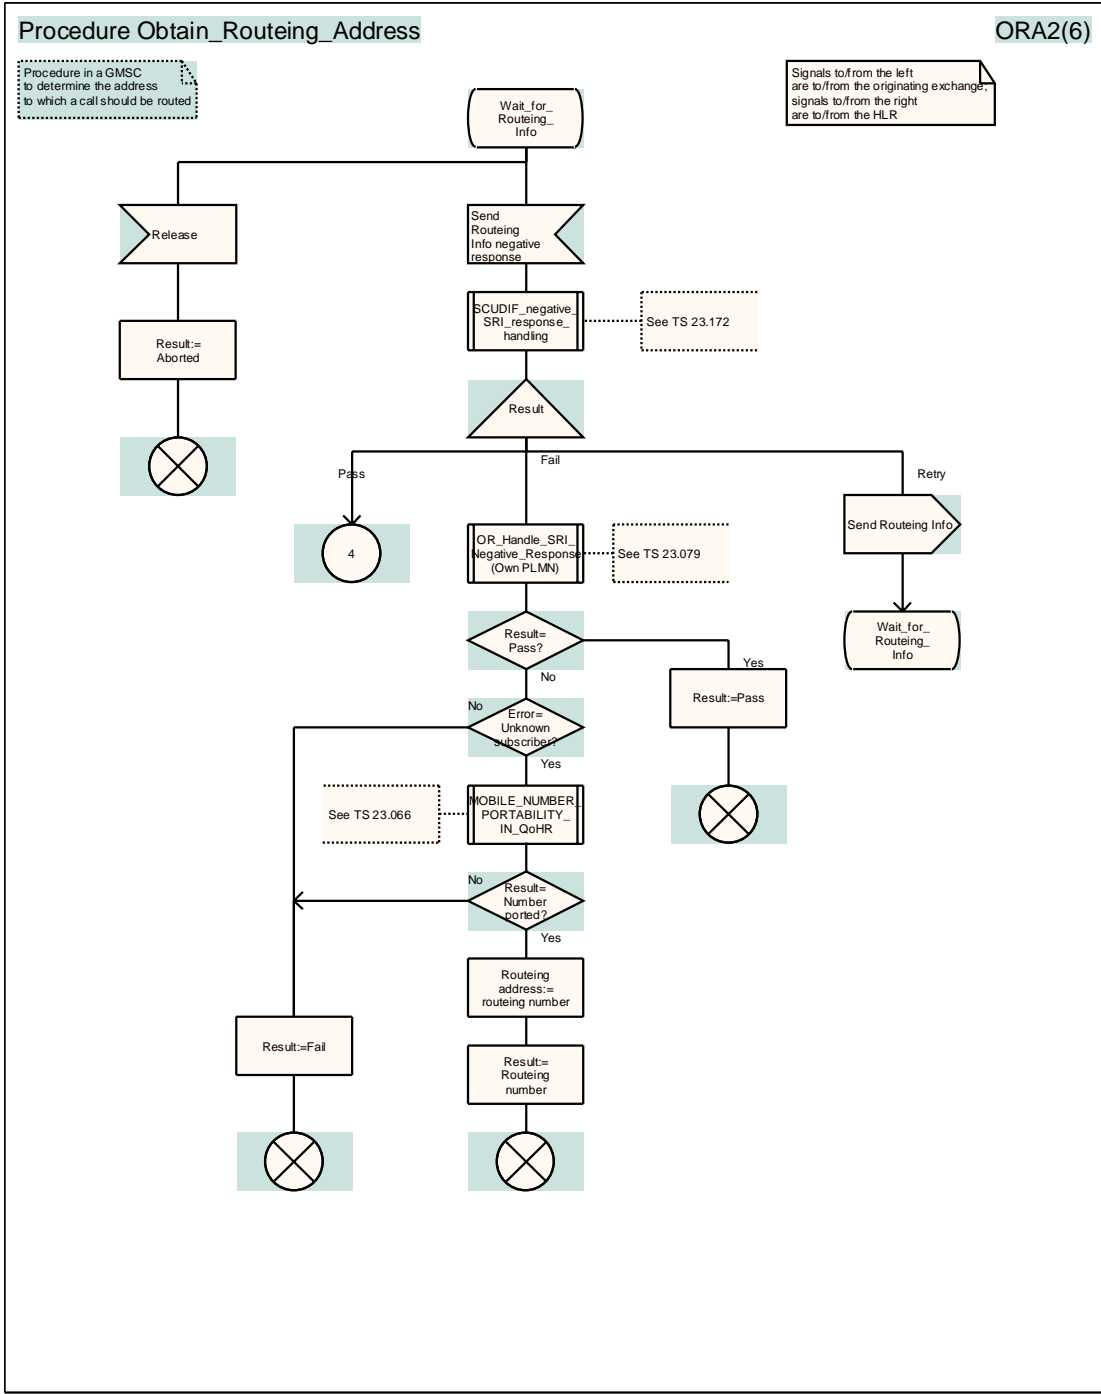 Procedure Obtain_Routeing_Address
ORA2(6)
Procedure in a GMSC
to determine the address
to which a call should be routed
Signals to/from the left
are to/from the originating exchange;
signals to/from the right
are to/from the HLR
Wait_for_
Routeing_
Info
Release
Send
Routeing
Info negative
response
SCUDIF_negative_
SRI_response_
handling
See TS 23.172
Result:=
Aborted
Result
Pass
Fail
Retry
4
OR_Handle_SRI_
Negative_Response
(Own PLMN)
See TS 23.079
Send Routeing Info
Result=
Pass?
Wait_for_
Routeing_
Info
Yes
No
Result:=Pass
No
Error=
Unknown
subscriber?
Yes
See TS 23.066
MOBILE_NUMBER_
PORTABILITY_
IN_QoHR
No
Result=
Number
ported?
Yes
Routeing
address:=
routeing number
Result:=Fail
Result:=
Routeing
number